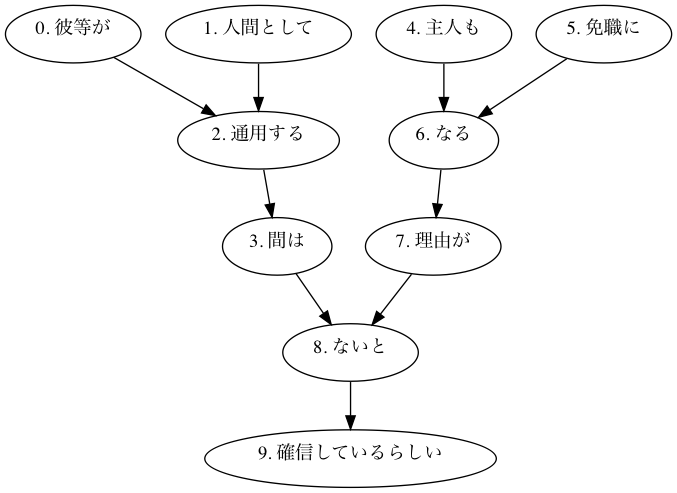 0. 彼等が
1. 人間として
4. 主人も
5. 免職に
2. 通用する
6. なる
3. 間は
7. 理由が
8. ないと
9. 確信しているらしい